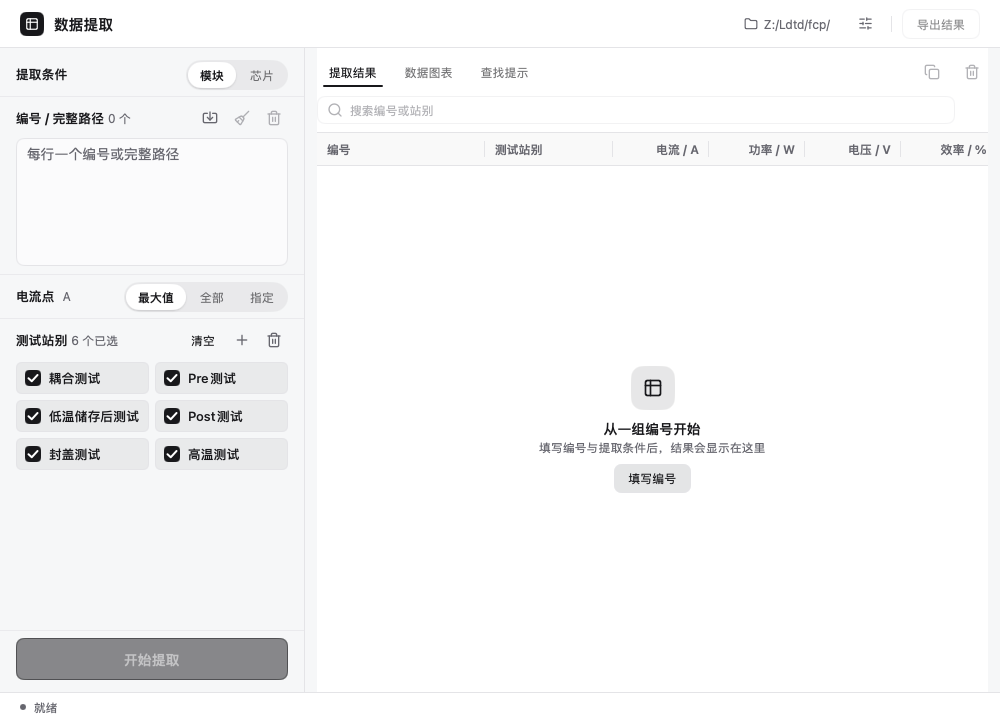 数据提取
Z:/Ldtd/fcp/
导出结果
提取条件
模块
芯片
编号 / 完整路径 0 个
每行一个编号或完整路径
电流点 A
最大值
全部
指定
测试站别 6 个已选
清空
耦合测试
Pre 测试
低温储存后测试
Post 测试
封盖测试
高温测试
开始提取
提取结果
数据图表
查找提示
搜索编号或站别
编号
测试站别
电流 / A
功率 / W
电压 / V
效率 / %
从一组编号开始
填写编号与提取条件后，结果会显示在这里
填写编号
就绪